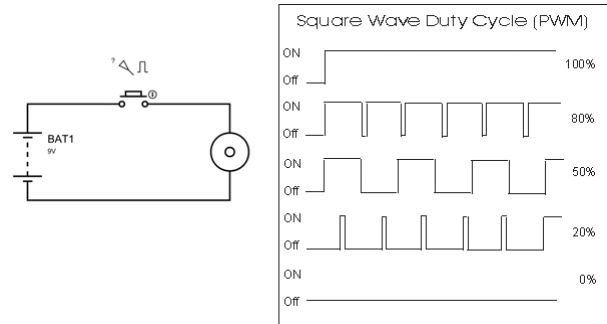 ?
BAT1
9V
Square Wave Duty Cycle (PWM)
ON
100%
Off
ON
80%
Off
ON
50%
Off
ON
20%
Off
ON
0%
Off